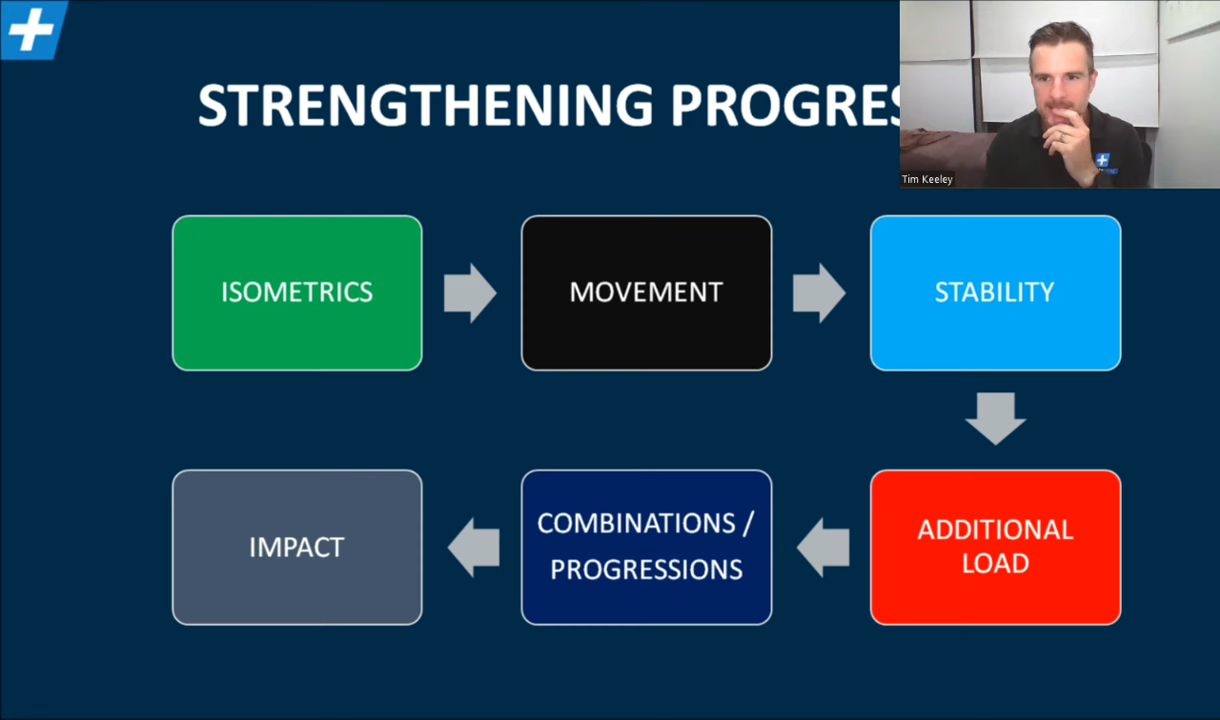 STRENGTHENING PROGRES
Tim Keeley
ISOMETRICS
MOVEMENT
STABILITY
ADDITIONAL
LOAD
COMBINATIONS /
PROGRESSIONS
IMPACT